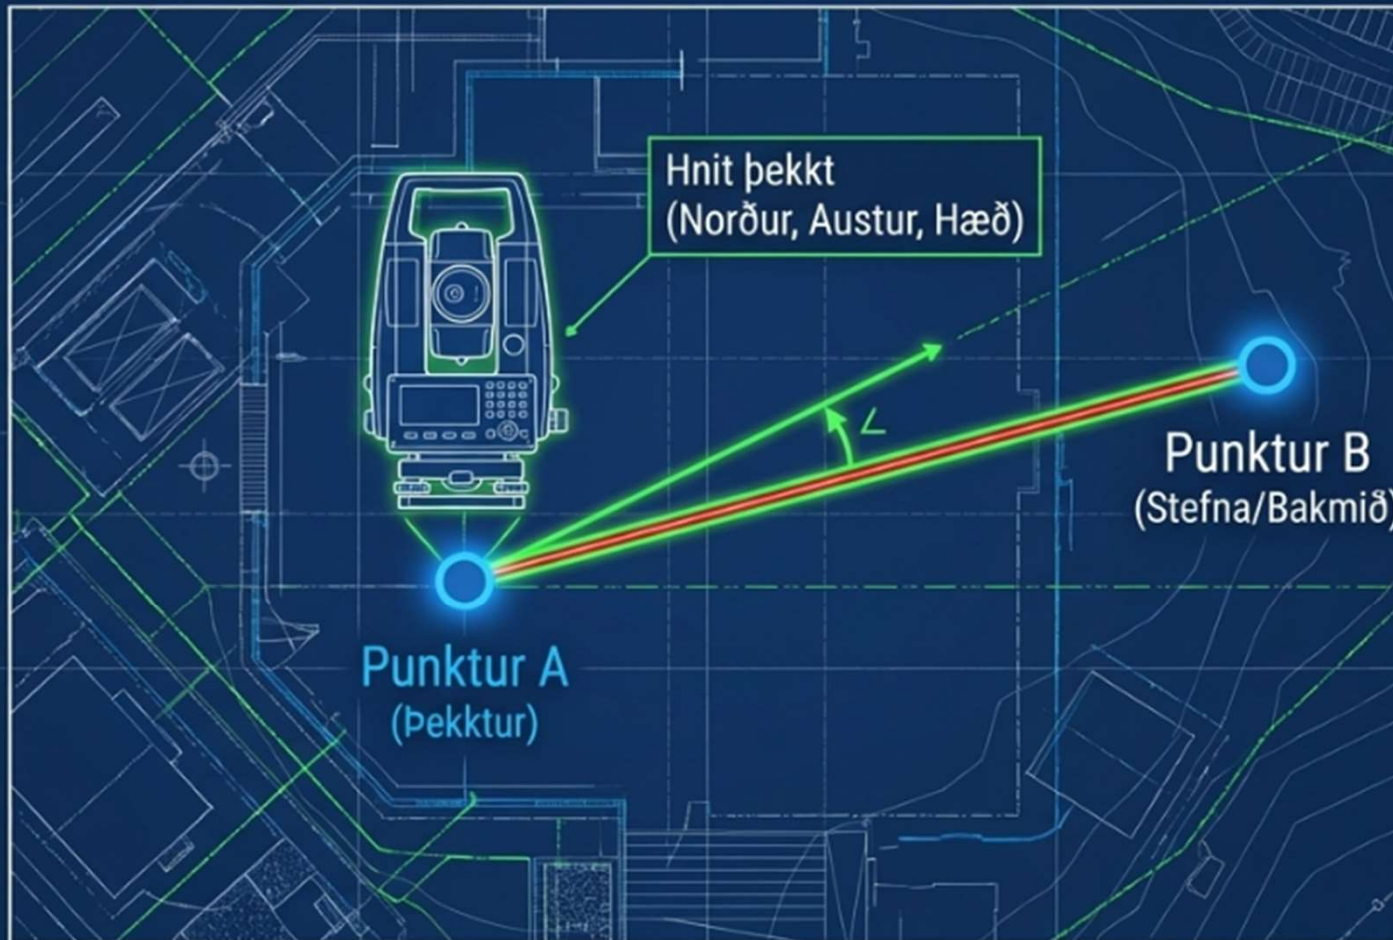 Hnit þekkt
(Norður, Austur, Hæð)
Punktur B
(Stefna/Bakmið)
Punktur A
(Þekktur)